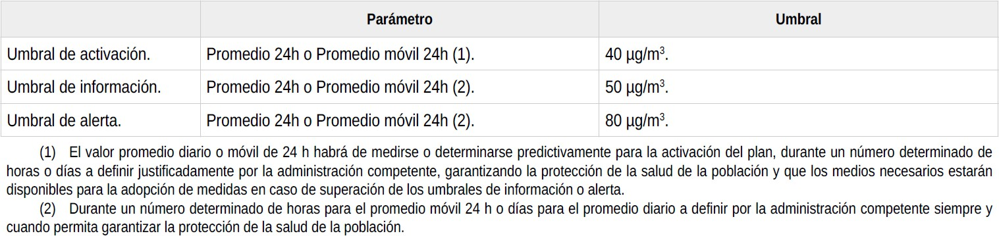 Parámetro Umbral
Umbral de activación. Promedio 24h o Promedio móvil 24h (1). 40 µg/m³.
Umbral de información. Promedio 24h o Promedio móvil 24h (2). 50 µg/m³.
Umbral de alerta. Promedio 24h o Promedio móvil 24h (2). 80 µg/m³.
(1) El valor promedio diario o móvil de 24 h habrá de medirse o determinarse predictivamente para la activación del plan, durante un número determinado de
horas o días a definir justificadamente por la administración competente, garantizando la protección de la salud de la población y que los medios necesarios estarán
disponibles para la adopción de medidas en caso de superación de los umbrales de información o alerta.
(2) Durante un número determinado de horas para el promedio móvil 24 h o días para el promedio diario a definir por la administración competente siempre y
cuando permita garantizar la protección de la salud de la población.